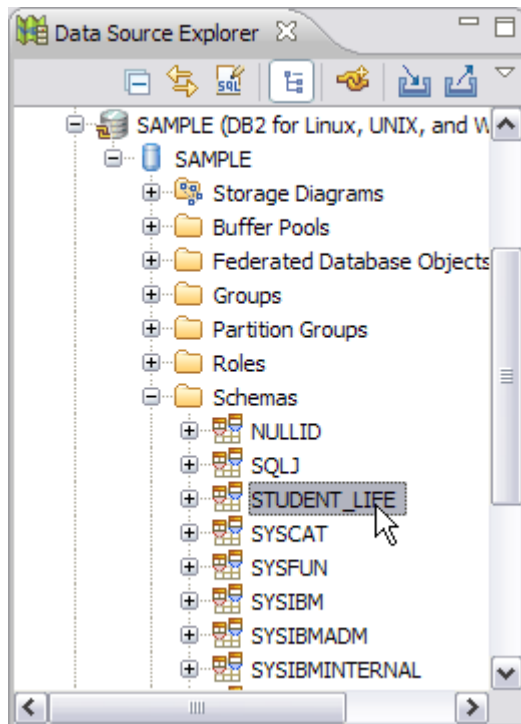 Data Source Explorer
SQL
SAMPLE (DB2 for Linux, UNIX, and W
SAMPLE
Storage Diagrams
Buffer Pools
Federated Database Objects
Groups
Partition Groups
Roles
Schemas
NULLID
SQLJ
STUDENT_LIFE
SYSCAT
SYSFUN
SYSIBM
SYSIBMADM
SYSIBMINTERNAL